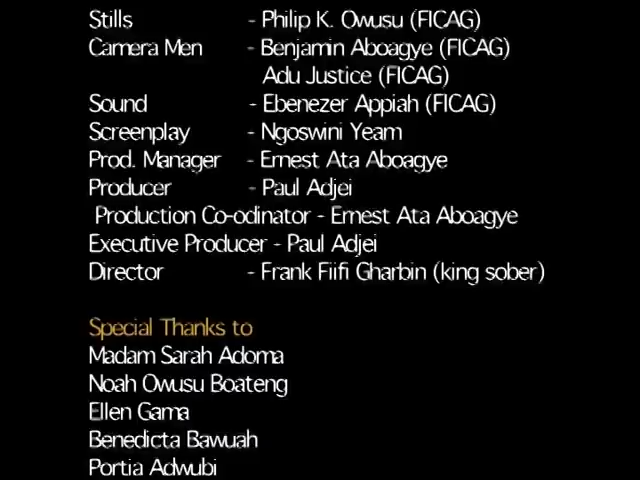 Stills - Philip K. Owusu (FICAG)
Camera Men - Benjamin Aboagye (FICAG)
Adu Justice (FICAG)
Sound - Ebenezer Appiah (FICAG)
Screenplay - Ngoswini Yeam
Prod. Manager - Ernest Ata Aboagye
Producer - Paul Adjei
Production Co-odinator - Ernest Ata Aboagye
Executive Producer - Paul Adjei
Director - Frank Fiifi Gharbin (king sober)
Special Thanks to
Madam Sarah Adoma
Noah Owusu Boateng
Ellen Gama
Benedicta Bawuah
Portia Adwubi